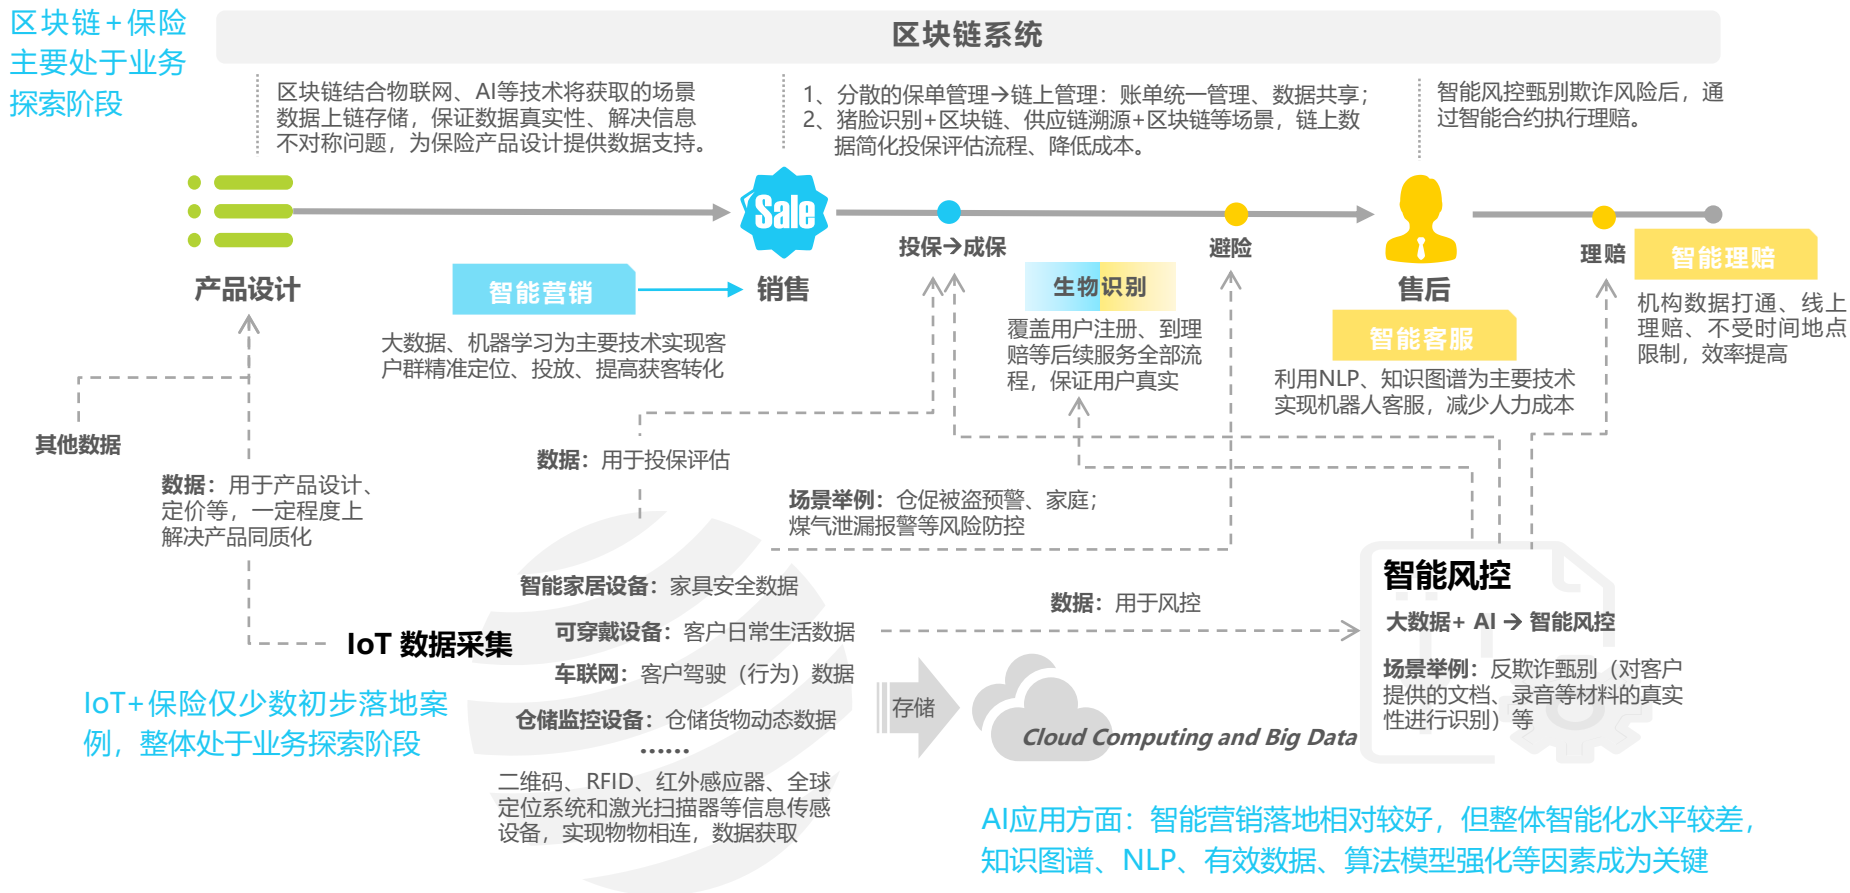 区块链+保险
主要处于业务
探索阶段
区块链系统
区块链结合物联网、AI等技术将获取的场景
数据上链存储，保证数据真实性、解决信息
不对称问题，为保险产品设计提供数据支持。
1、分散的保单管理→链上管理：账单统一管理、数据共享；
2、猪脸识别+区块链、供应链溯源+区块链等场景，链上数
据简化投保评估流程、降低成本。
智能风控甄别欺诈风险后，通
过智能合约执行理赔。
Sale
投保→成保
避险
理赔
产品设计
销售
售后
智能营销
大数据、机器学习为主要技术实现客
户群精准定位、投放、提高获客转化
生物识别
覆盖用户注册、到理
赔等后续服务全部流
程，保证用户真实
智能客服
利用NLP、知识图谱为主要技术
实现机器人客服，减少人力成本
智能理赔
机构数据打通、线上
理赔、不受时间地点
限制，效率提高
其他数据
数据：用于产品设计、
定价等，一定程度上
解决产品同质化
数据：用于投保评估
场景举例：仓促被盗预警、家庭；
煤气泄漏报警等风险防控
IoT 数据采集
智能家居设备：家具安全数据
可穿戴设备：客户日常生活数据
车联网：客户驾驶（行为）数据
仓储监控设备：仓储货物动态数据
……
二维码、RFID、红外感应器、全球
定位系统和激光扫描器等信息传感
设备，实现物物相连，数据获取
IoT+保险仅少数初步落地案
例，整体处于业务探索阶段
存储
Cloud Computing and Big Data
数据：用于风控
智能风控
大数据+ AI → 智能风控
场景举例：反欺诈甄别（对客户
提供的文档、录音等材料的真实
性进行识别）等
AI应用方面：智能营销落地相对较好，但整体智能化水平较差，
知识图谱、NLP、有效数据、算法模型强化等因素成为关键